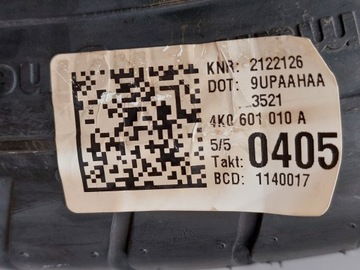 KNR: 2122126
DOT: 9UPAAHAA
3521
4K0 601 010 A
5/5
Takt: 0405
BCD: 1140017